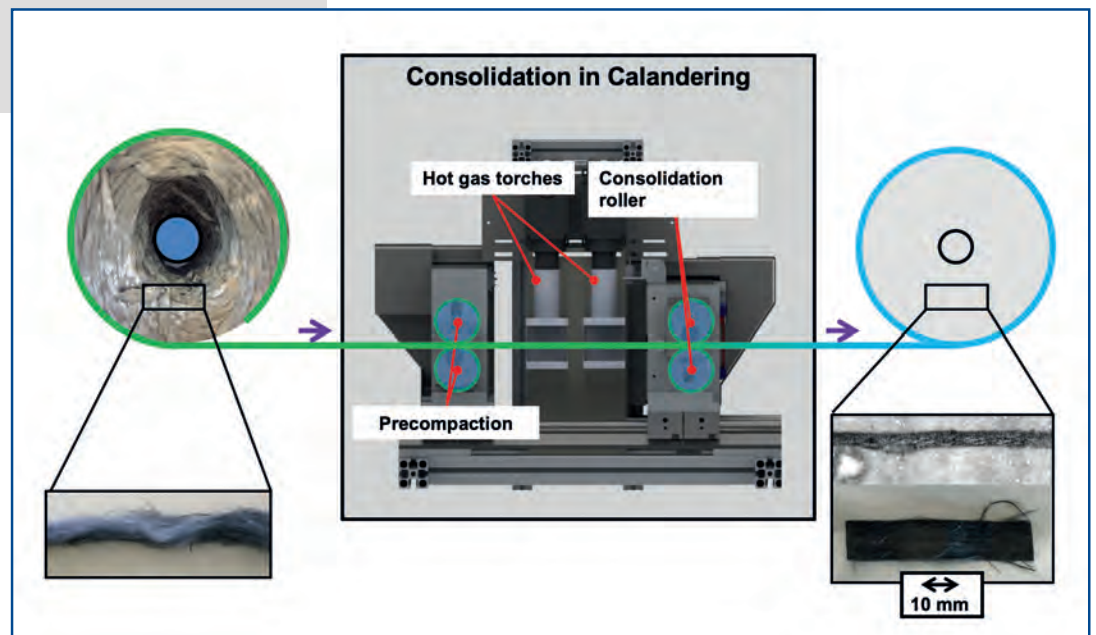 Consolidation in Calandering
Hot gas torches
Consolidation
roller
Precompaction
10 mm